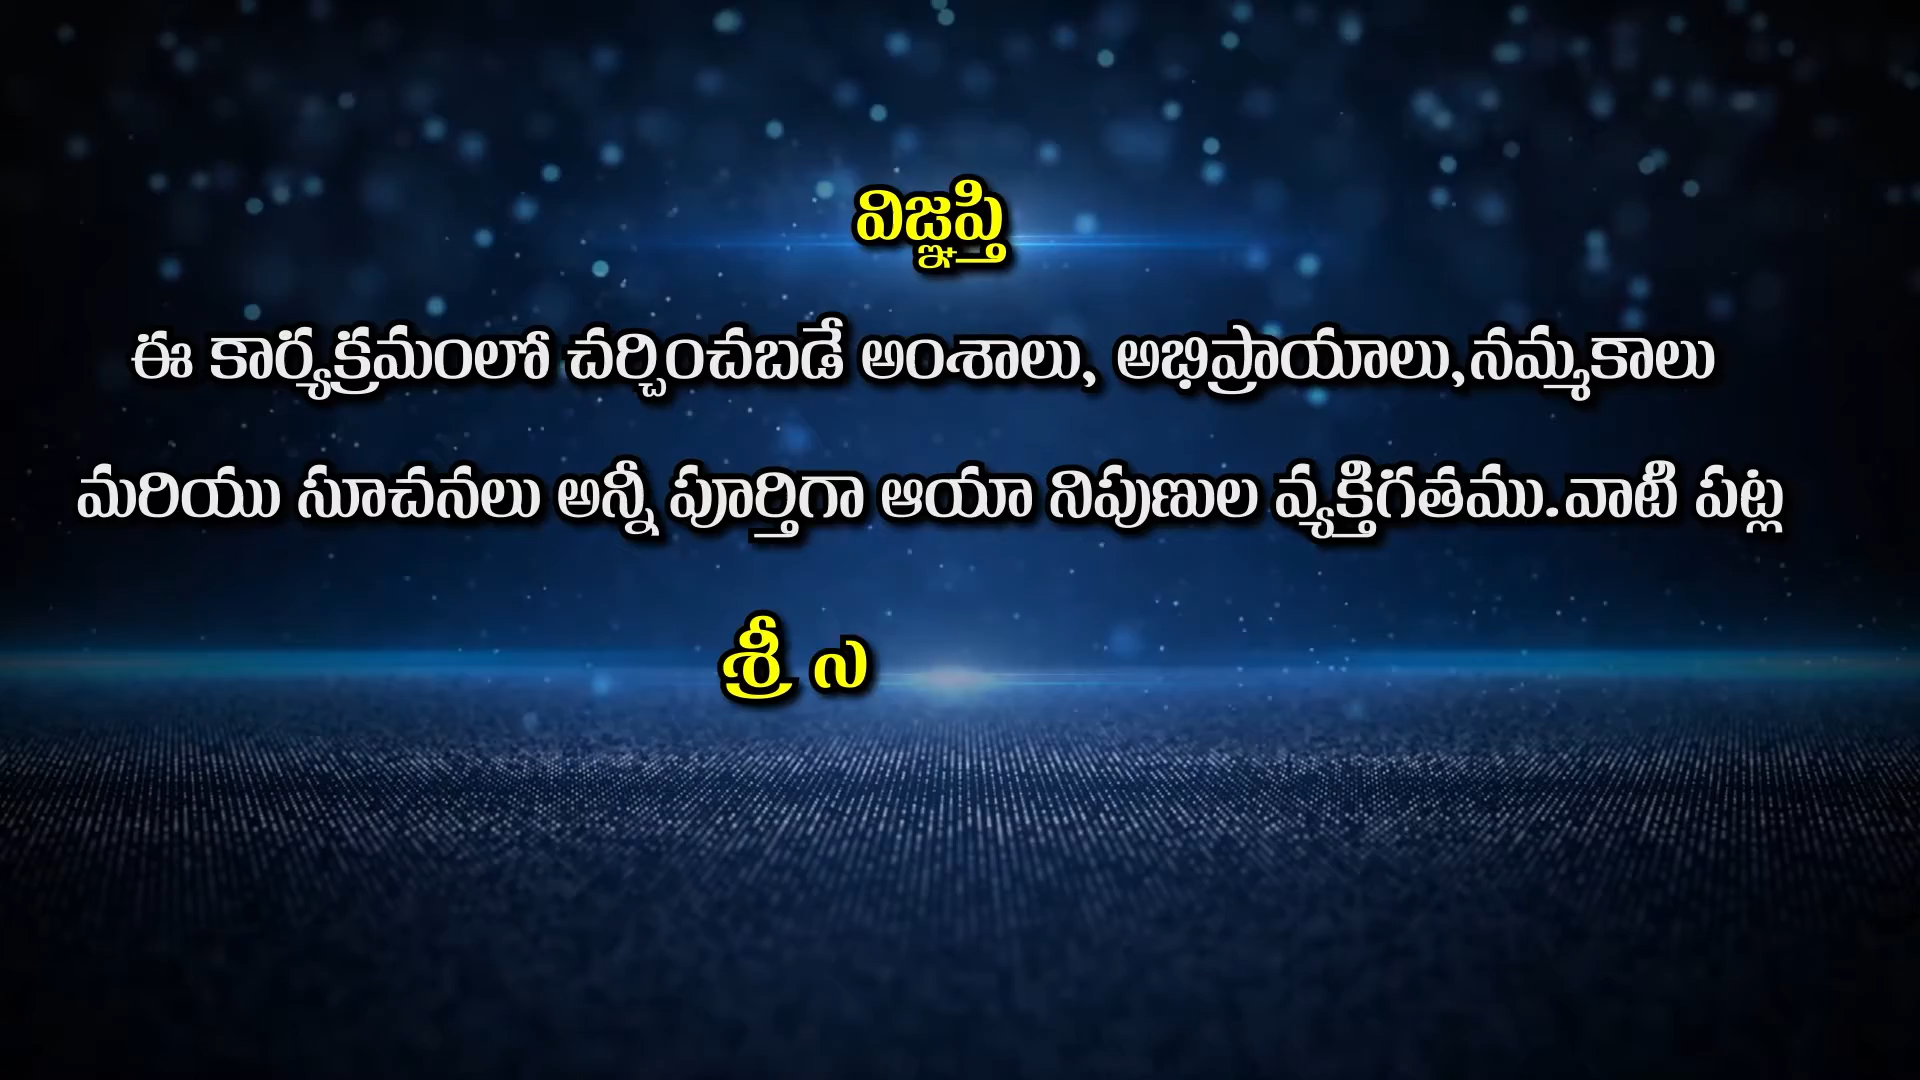 విజ్ఞప్తి
ఈ కార్యక్రమంలో చర్చించబడే అంశాలు, అభిప్రాయాలు,నమ్మకాలు
మరియు సూచనలు అన్నీ పూర్తిగా ఆయా నిపుణుల వ్యక్తిగతము.వాటి పట్ల
శ్రీ